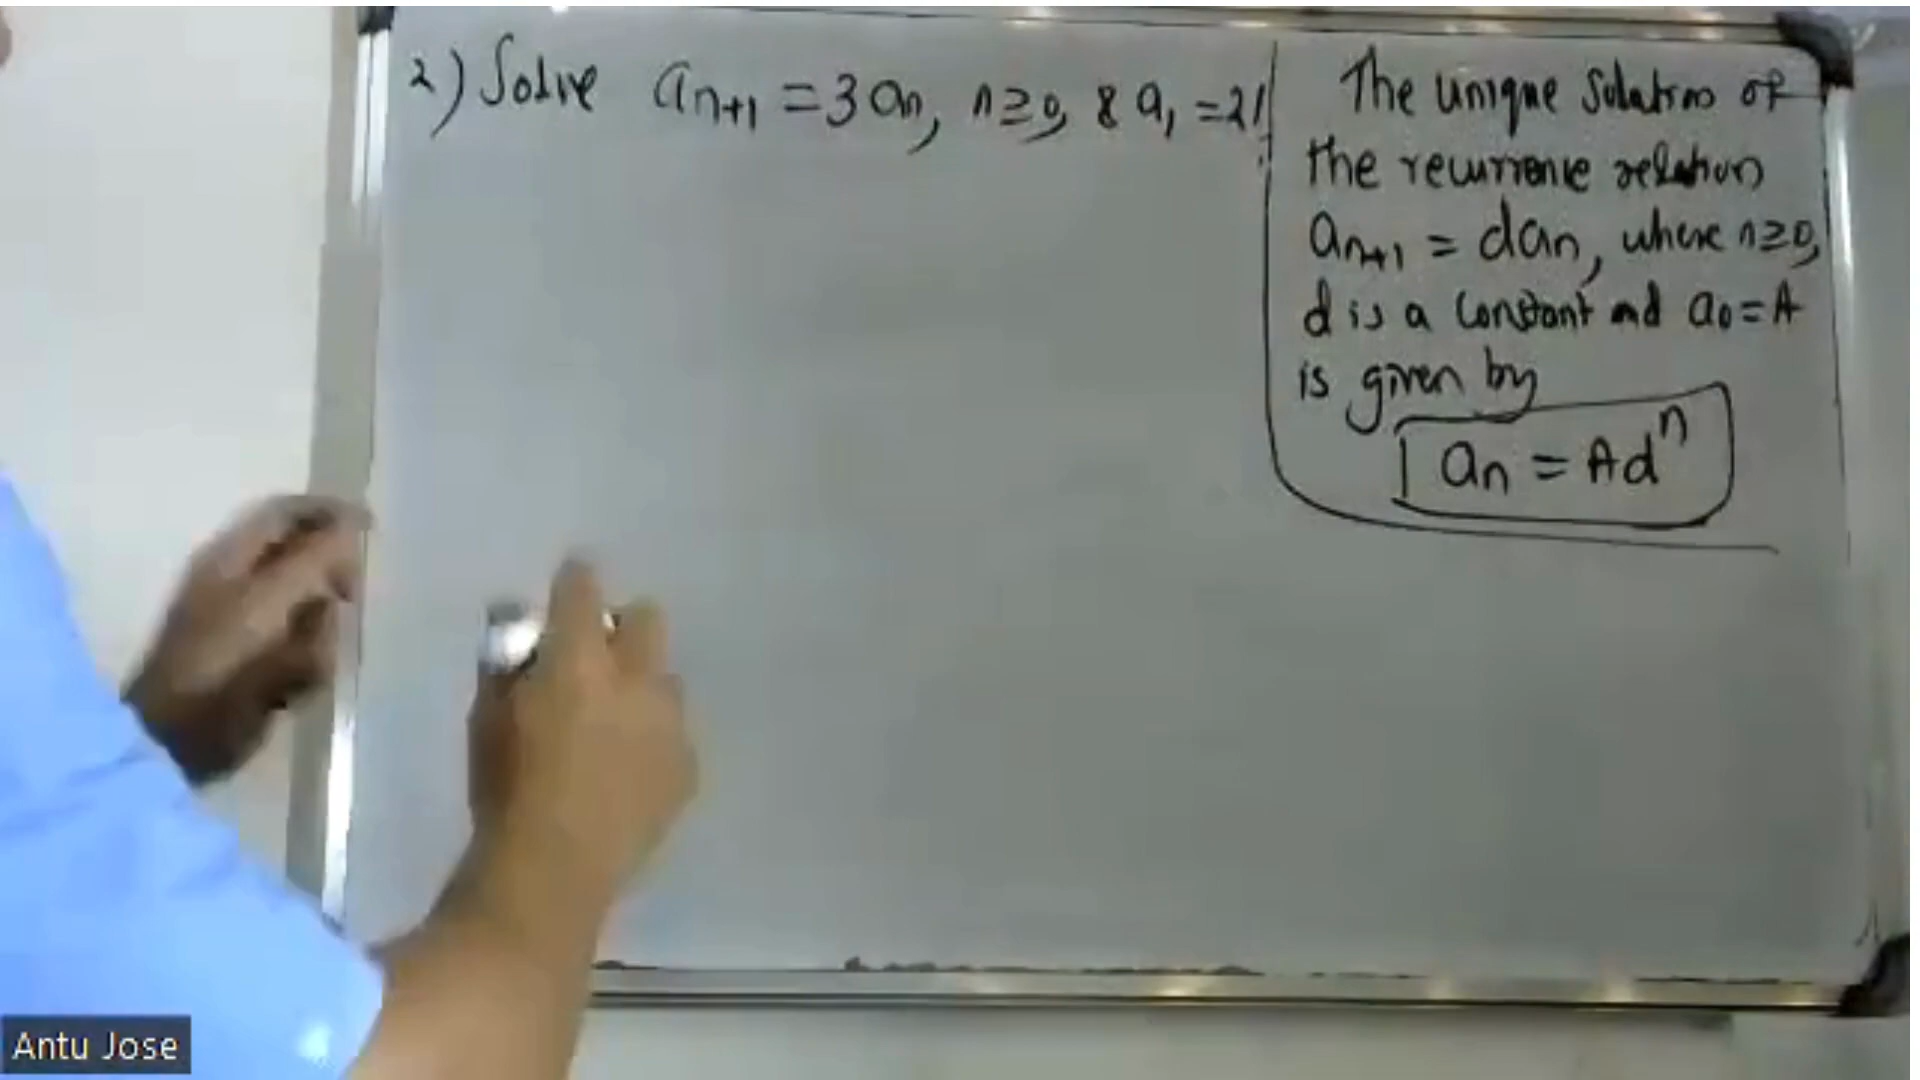 2) Solve aₙ₊₁ = 3aₙ, n≥0, & a₁ = 21
The unique solution of
the recurrence relation
aₙ₊₁ = daₙ, where n≥0,
d is a constant and a₀ = A
is given by
aₙ = Adⁿ
Antu Jose